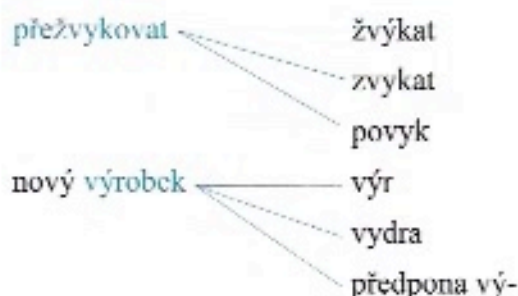 přežvykovat žvýkat
zvykat
povyk
nový výrobek výr
vydra
předpona vý-